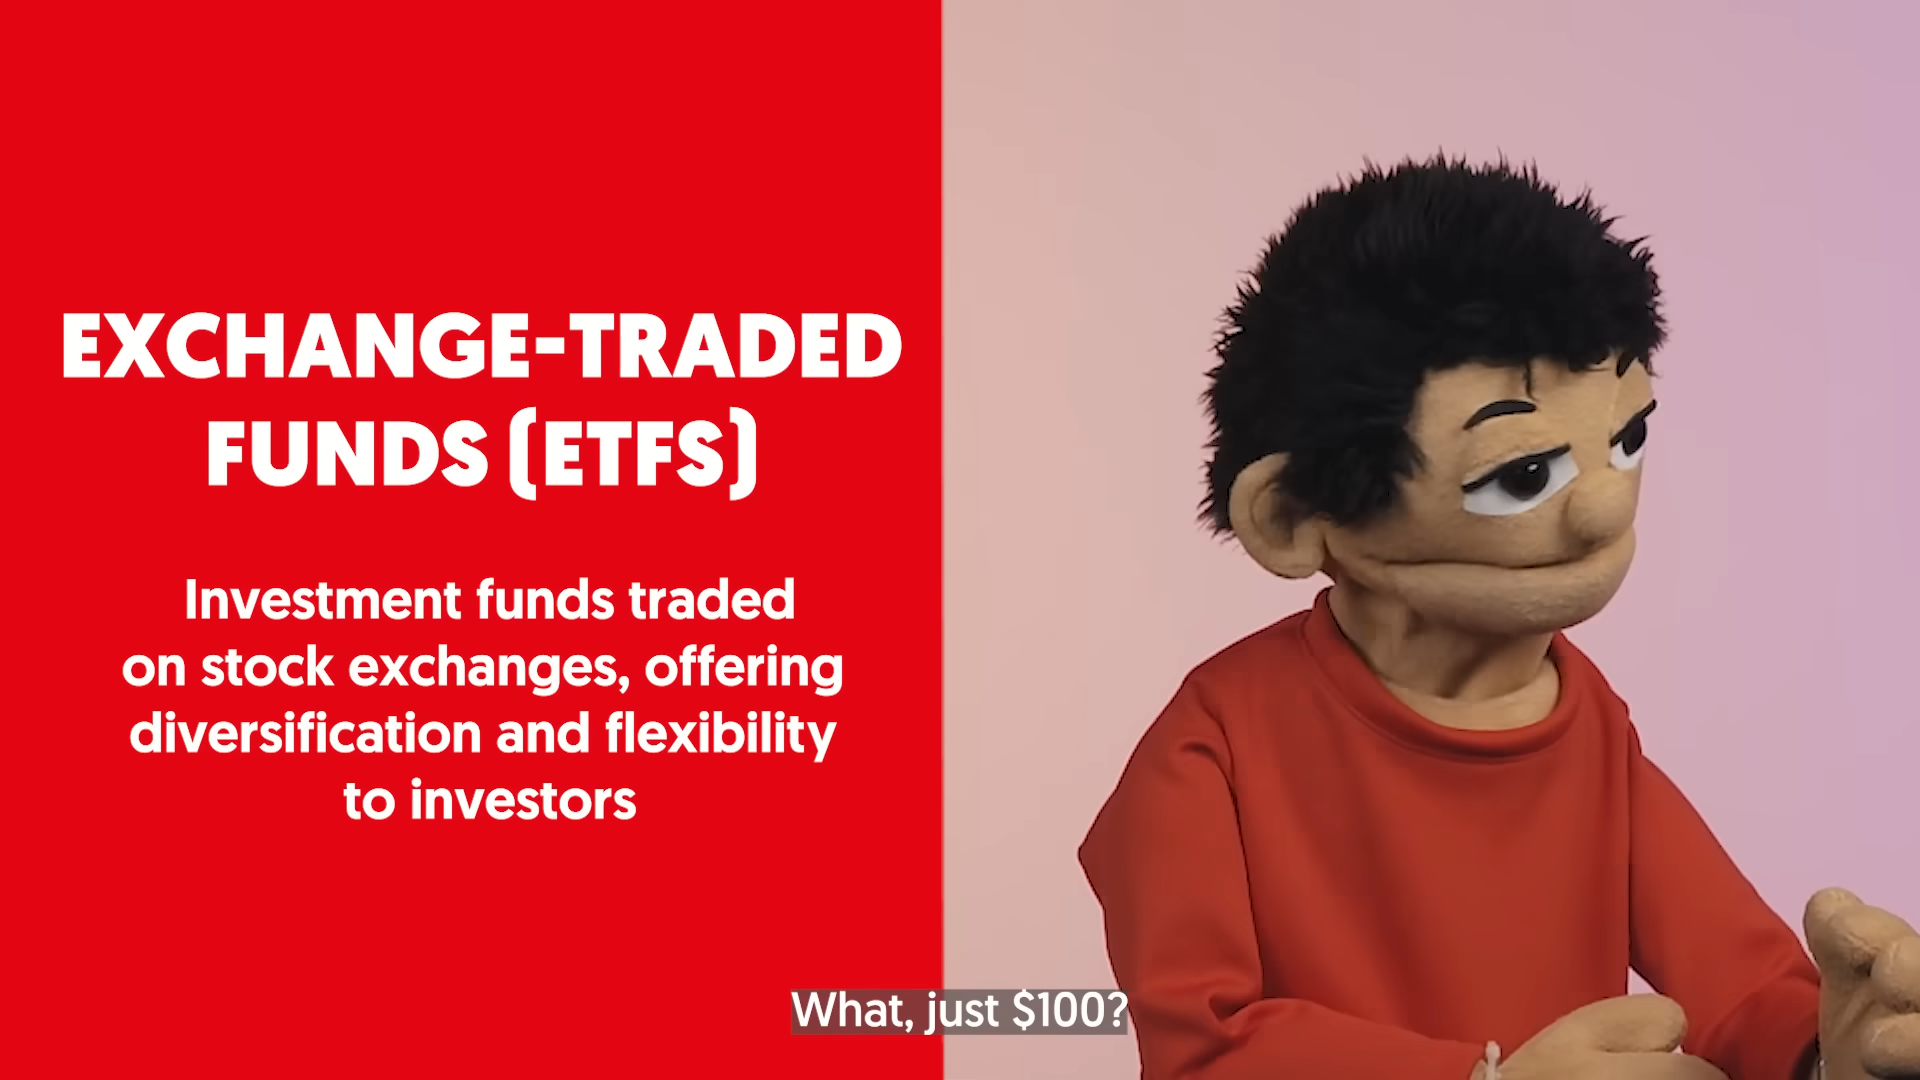 EXCHANGE-TRADED
FUNDS (ETFS)
Investment funds traded
on stock exchanges, offering
diversification and flexibility
to investors
What, just $100?